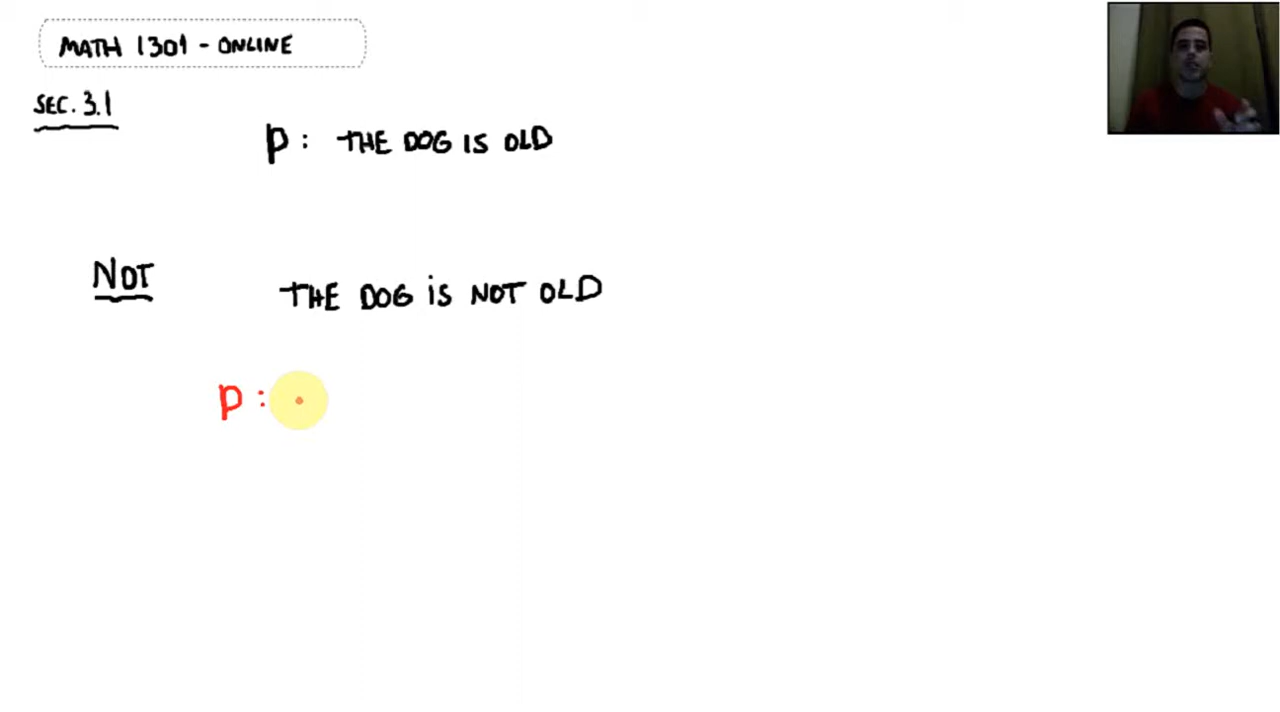 MATH 1301 - ONLINE
SEC. 3.1
p: THE DOG IS OLD
NOT
THE DOG iS NOT OLD
p: